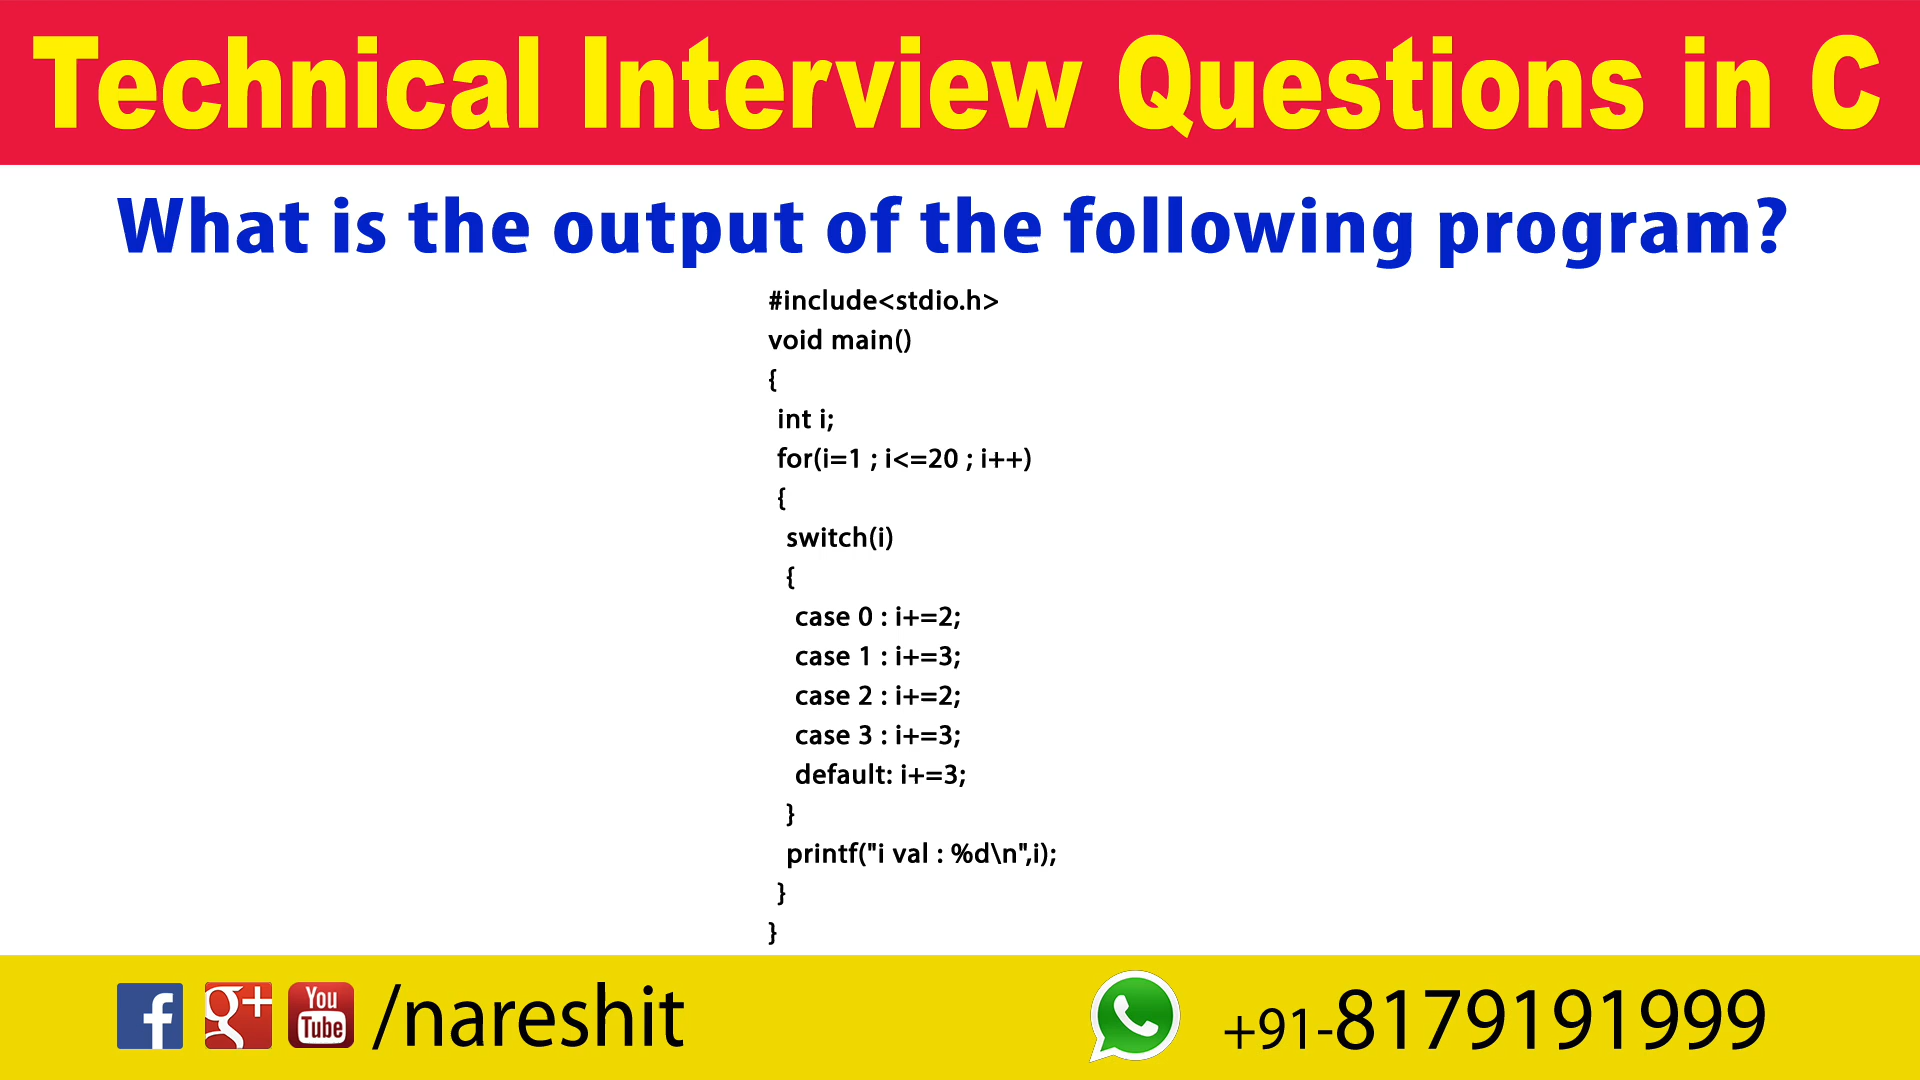 Technical Interview Questions in C
What is the output of the following program?
#include<stdio.h>
void main()
{
int i;
for(i=1 ; i<=20 ; i++)
{
switch(i)
{
case 0 : i+=2;
case 1 : i+=3;
case 2 : i+=2;
case 3 : i+=3;
default: i+=3;
}
printf("i val : %d\n",i);
}
}
f g+ You Tube /nareshit +91-8179191999